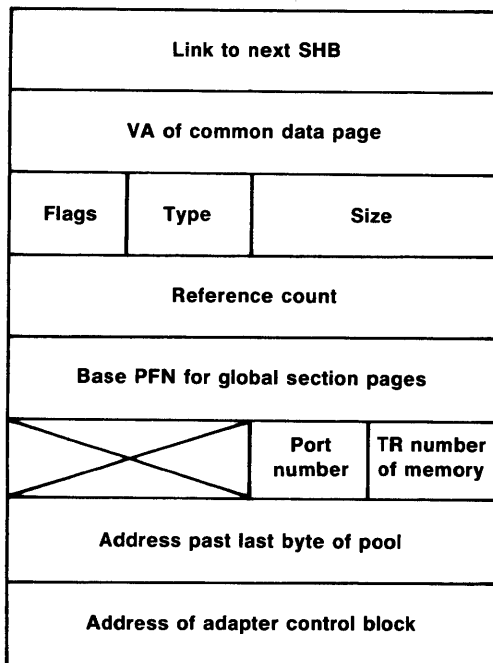 Link to next SHB
VA of common data page
Flags
Type
Size
Reference count
Base PFN for global section pages
Port
number
TR number
of memory
Address past last byte of pool
Address of adapter control block